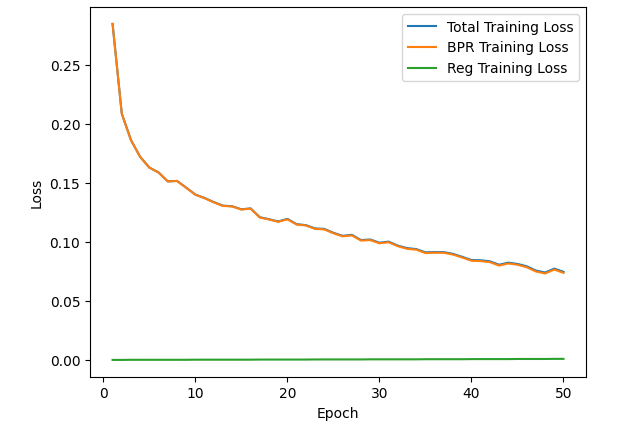 Total Training Loss
BPR Training Loss
Reg Training Loss
0.25
0.20
0.15
0.10
0.05
0.00
Loss
0 10 20 30 40 50
Epoch